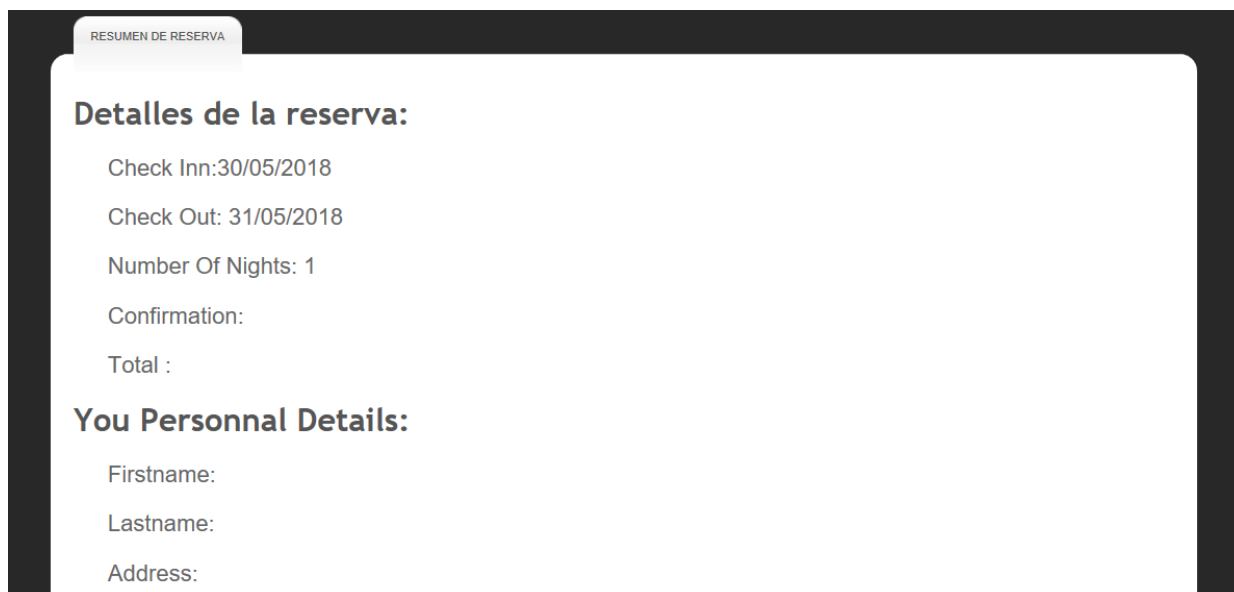 RESUMEN DE RESERVA
Detalles de la reserva:
Check Inn:30/05/2018
Check Out: 31/05/2018
Number Of Nights: 1
Confirmation:
Total :
You Personnal Details:
Firstname:
Lastname:
Address: